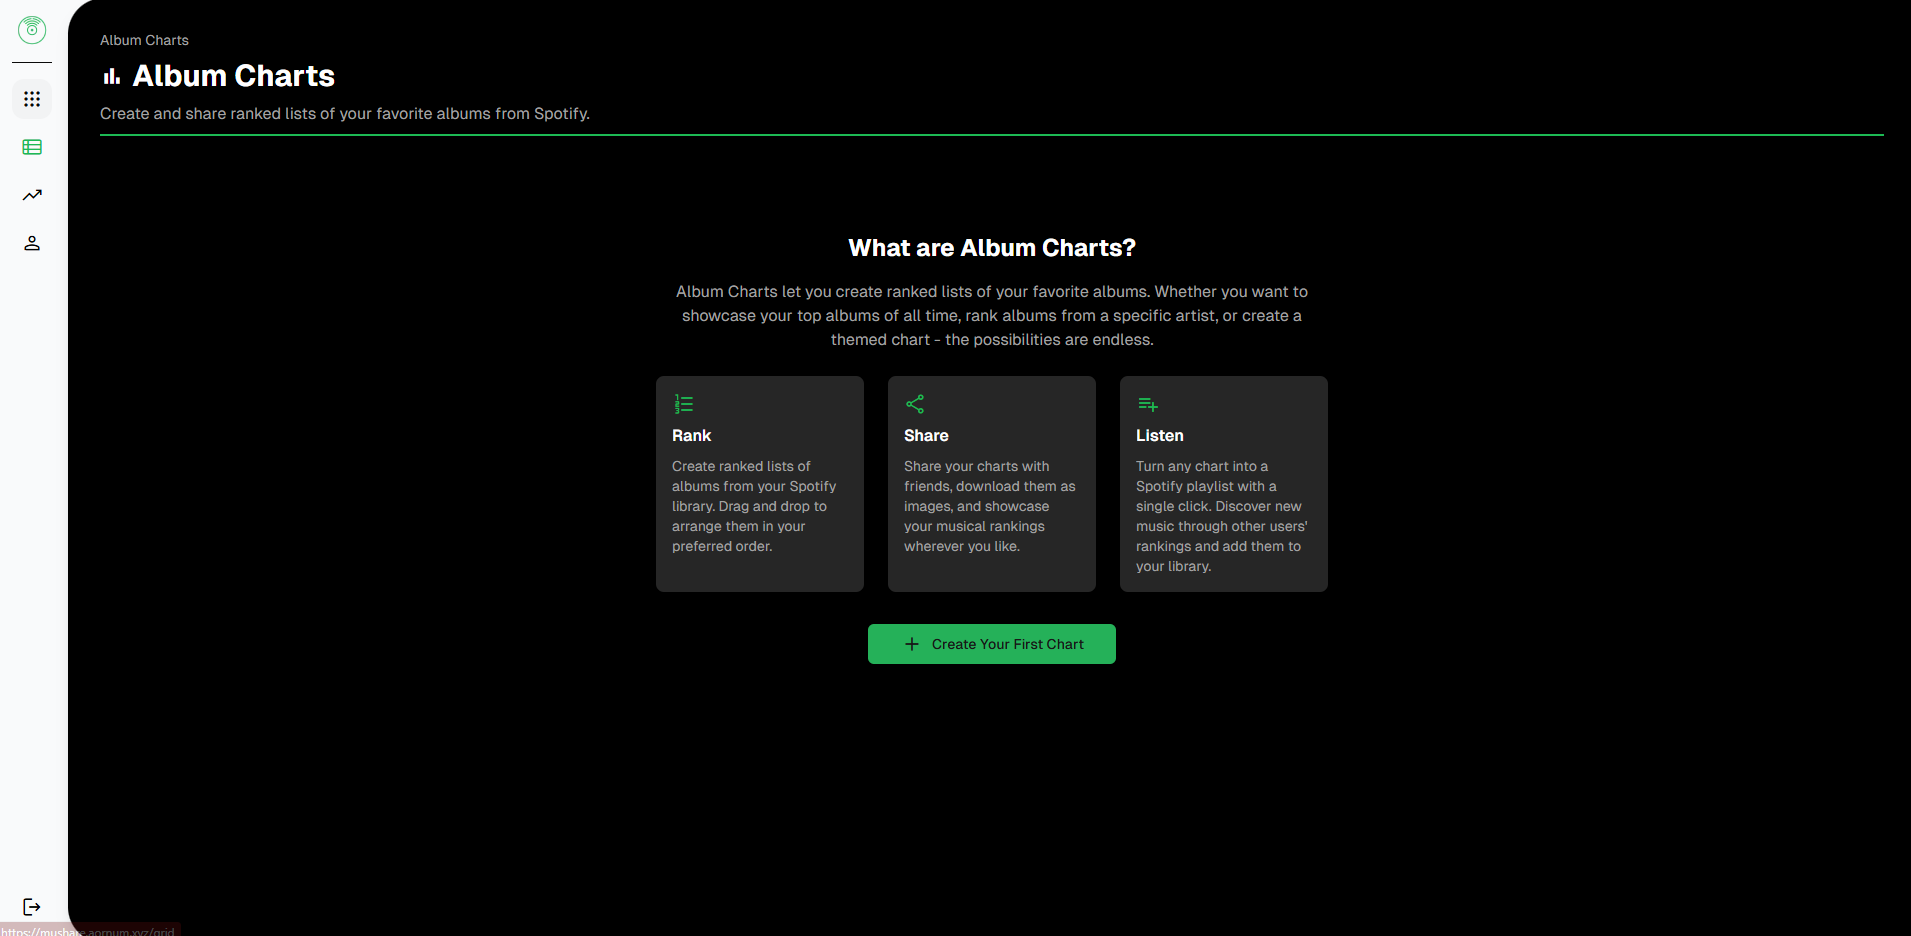 Album Charts
Album Charts
Create and share ranked lists of your favorite albums from Spotify.
What are Album Charts?
Album Charts let you create ranked lists of your favorite albums. Whether you want to
showcase your top albums of all time, rank albums from a specific artist, or create a
themed chart - the possibilities are endless.
Rank
Create ranked lists of
albums from your Spotify
library. Drag and drop to
arrange them in your
preferred order.
Share
Share your charts with
friends, download them as
images, and showcase
your musical rankings
wherever you like.
Listen
Turn any chart into a
Spotify playlist with a
single click. Discover new
music through other users'
rankings and add them to
your library.
Create Your First Chart
https://mushare.aornum.xyz/grid